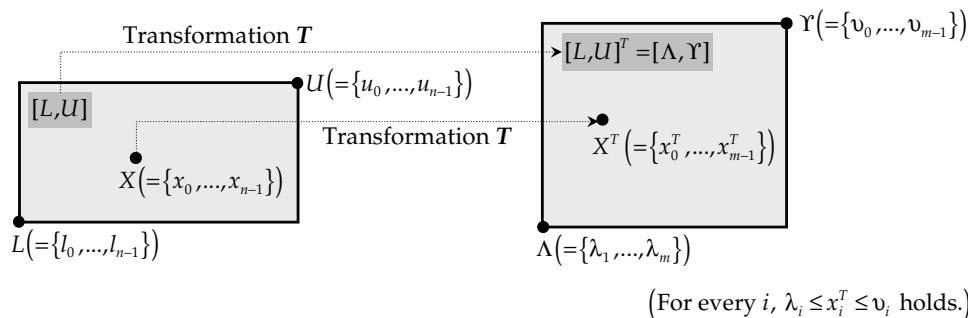 Transformation T
ϒ(={υ₀,...,υₘ₋₁})
[L,U]ᵀ =[Λ,ϒ]
U(={u₀,...,uₙ₋₁})
[L,U]
Transformation T
Xᵀ (={x₀ᵀ,...,xₘ₋₁ᵀ})
X(={x₀,...,xₙ₋₁})
L(={l₀,...,lₙ₋₁})
Λ(={λ₁,...,λₘ})
(For every i, λᵢ ≤ xᵢᵀ ≤ υᵢ holds.)